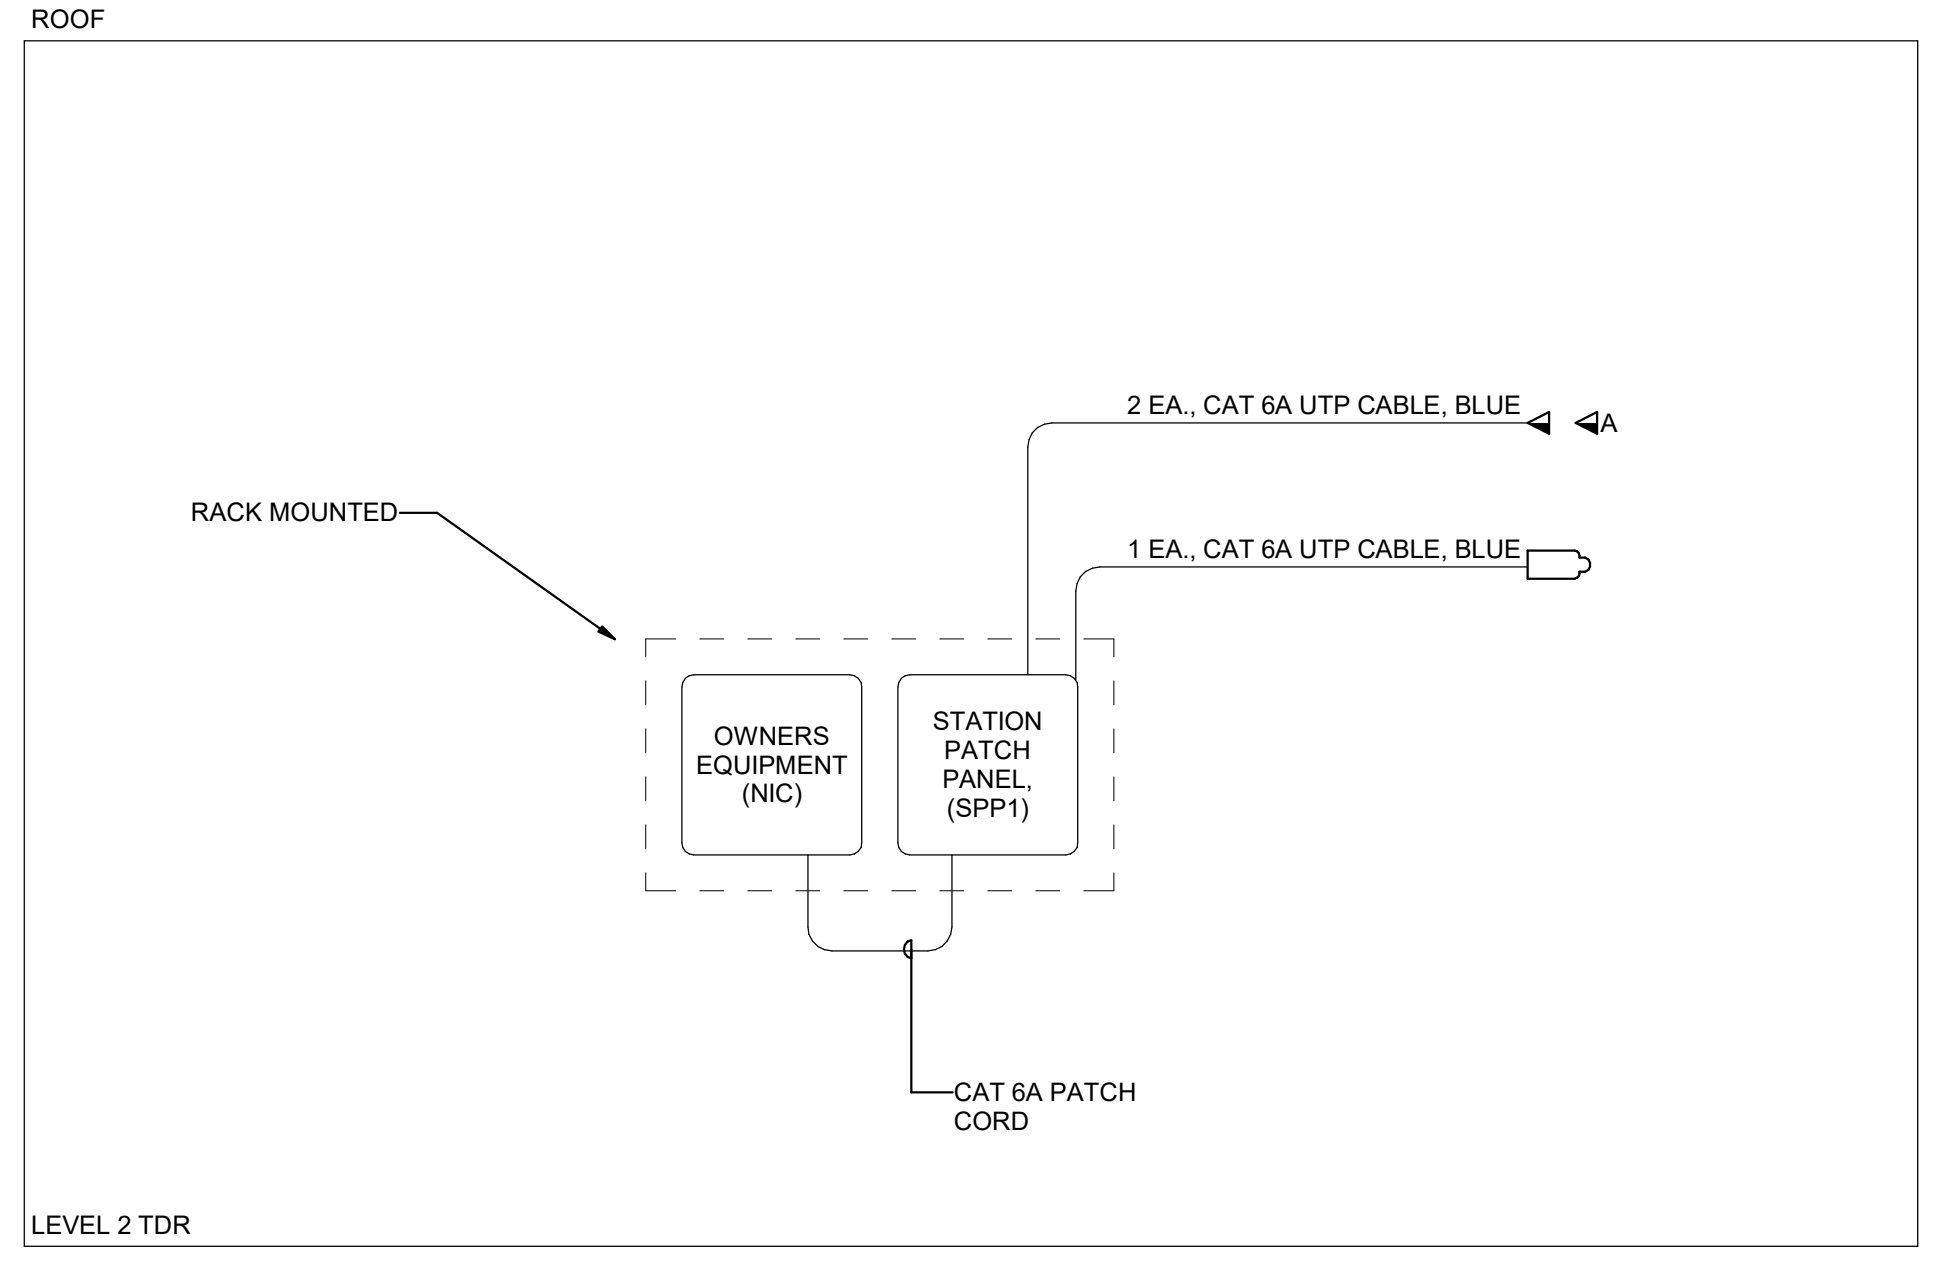 ROOF
2 EA., CAT 6A UTP CABLE, BLUE
A
RACK MOUNTED
1 EA., CAT 6A UTP CABLE, BLUE
OWNERS
EQUIPMENT
(NIC)
STATION
PATCH
PANEL,
(SPP1)
CAT 6A PATCH
CORD
LEVEL 2 TDR